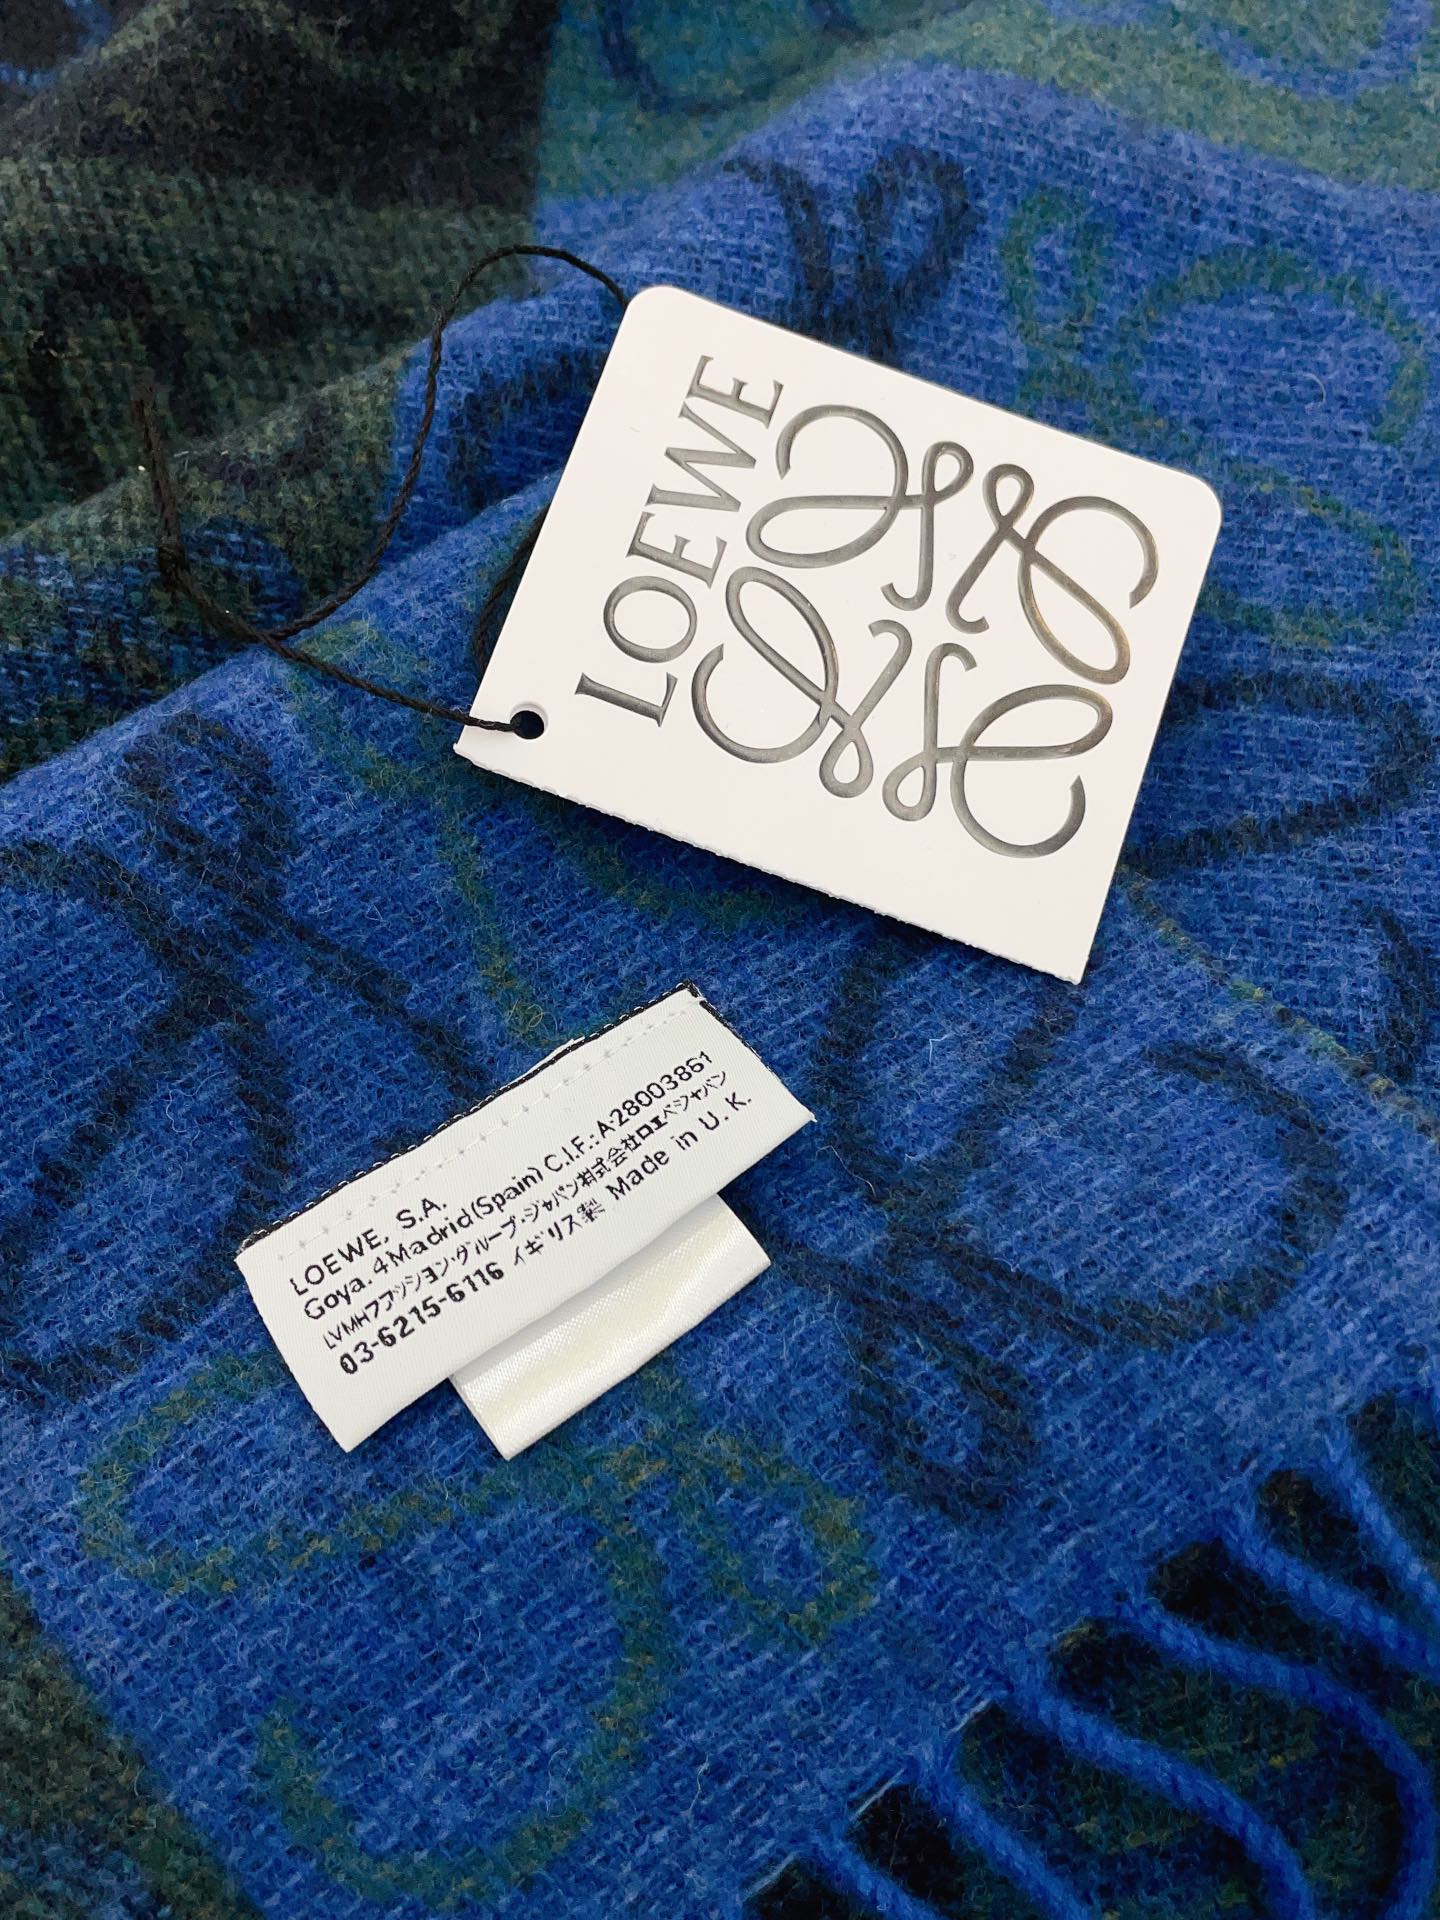 LOEWE
LOEWE, S.A.
Goya. 4 Madrid (Spain) C.I.F.: A-28003861
LVMHファッション・グループ・ジャパン株式会社ロエベジャパン
03-6215-6116 イギリス製 Made in U.K.